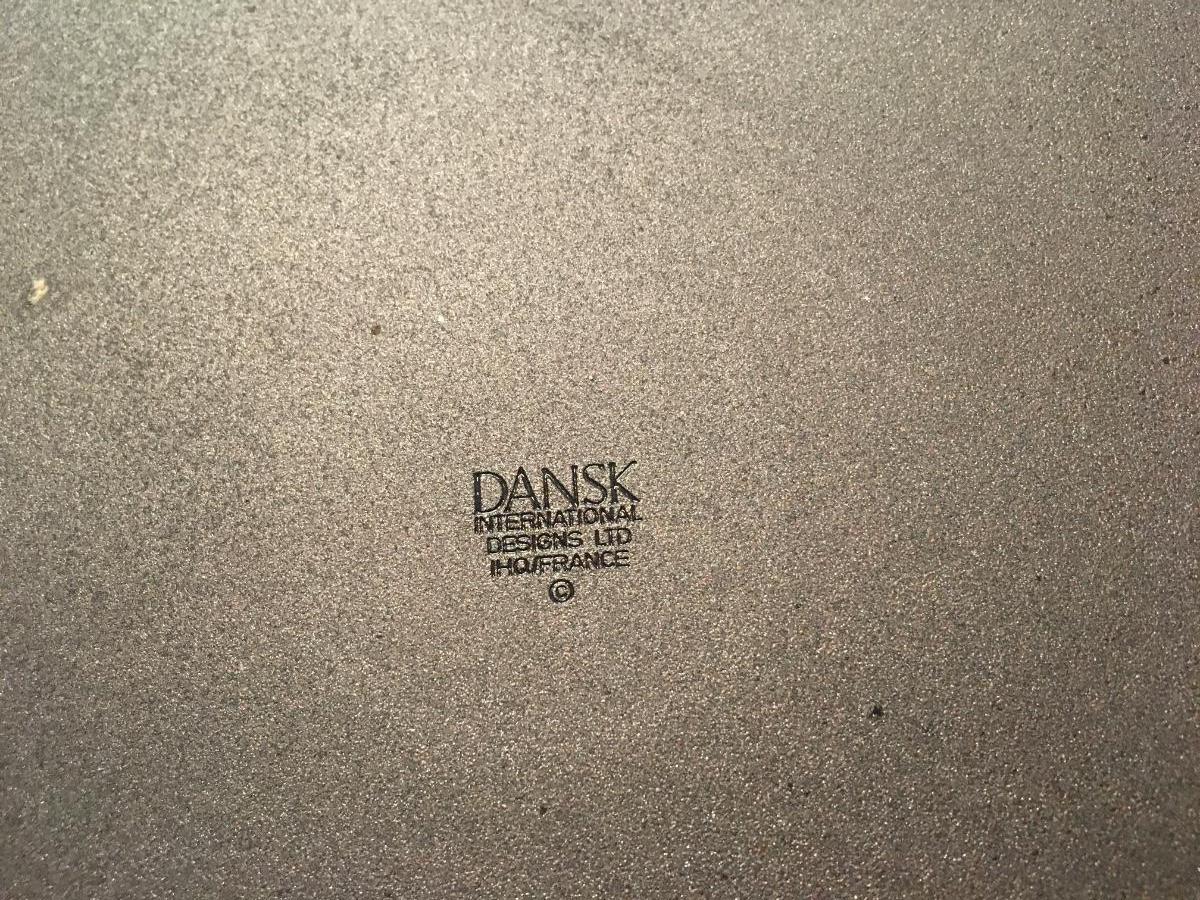 DANSK
INTERNATIONAL
DESIGNS LTD
IHQ/FRANCE
©